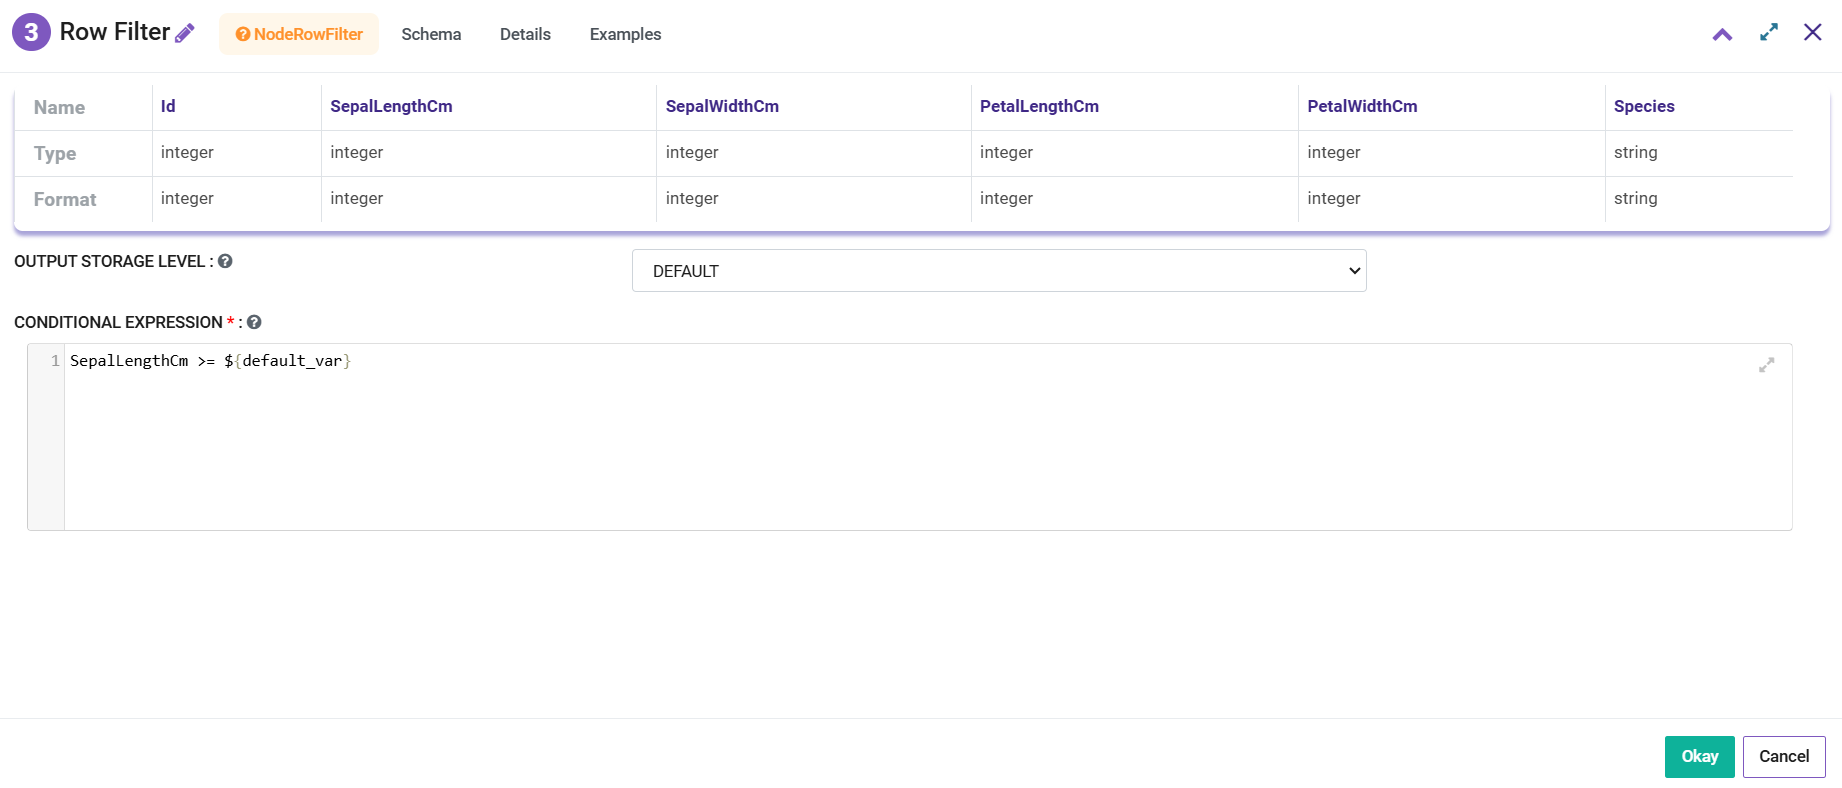 3 Row Filter NodeRowFilter Schema Details Examples
Name Id SepalLengthCm SepalWidthCm PetalLengthCm PetalWidthCm Species
Type integer integer integer integer integer string
Format integer integer integer integer integer string
OUTPUT STORAGE LEVEL : DEFAULT
CONDITIONAL EXPRESSION * :
1 SepalLengthCm >= ${default_var}
Okay Cancel